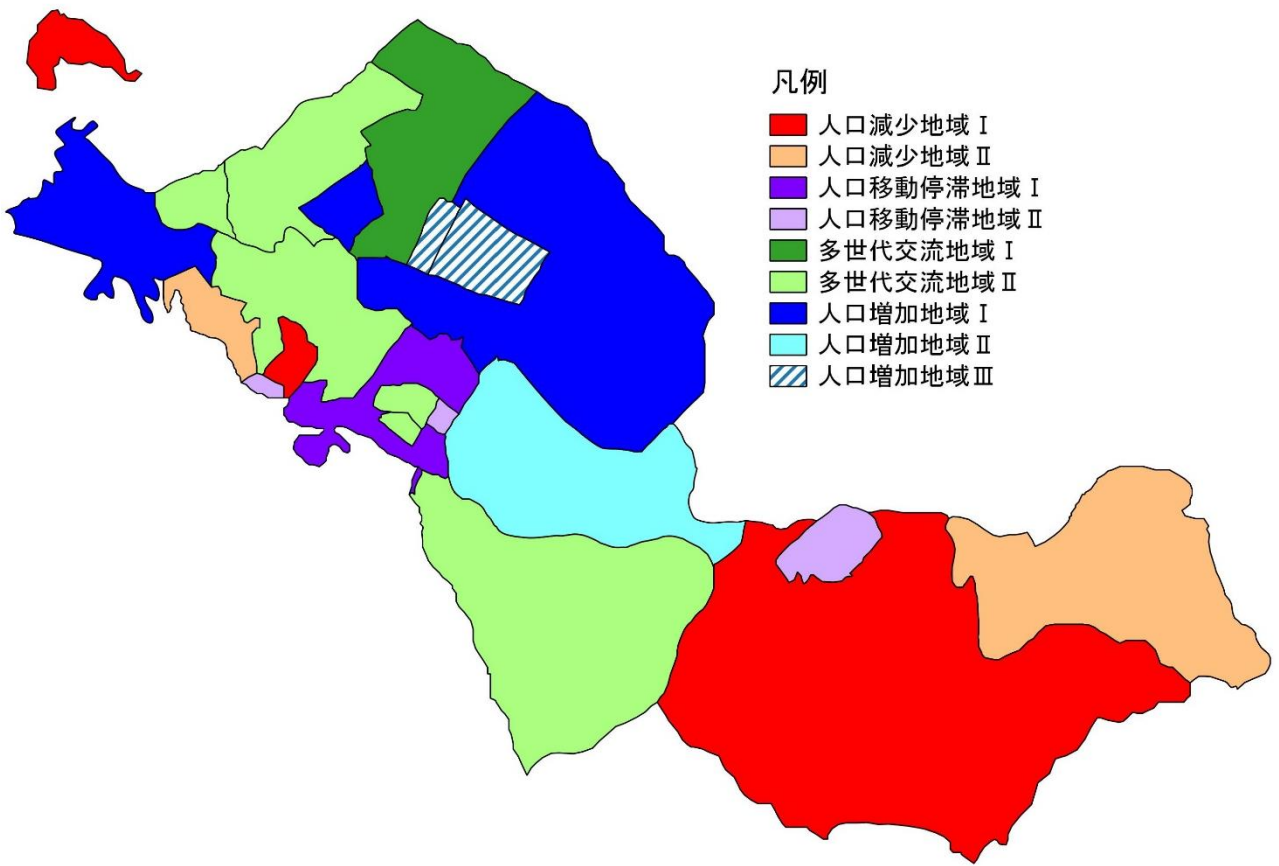 凡例
人口減少地域Ⅰ
人口減少地域Ⅱ
人口移動停滞地域Ⅰ
人口移動停滞地域Ⅱ
多世代交流地域Ⅰ
多世代交流地域Ⅱ
人口増加地域Ⅰ
人口増加地域Ⅱ
人口増加地域Ⅲ